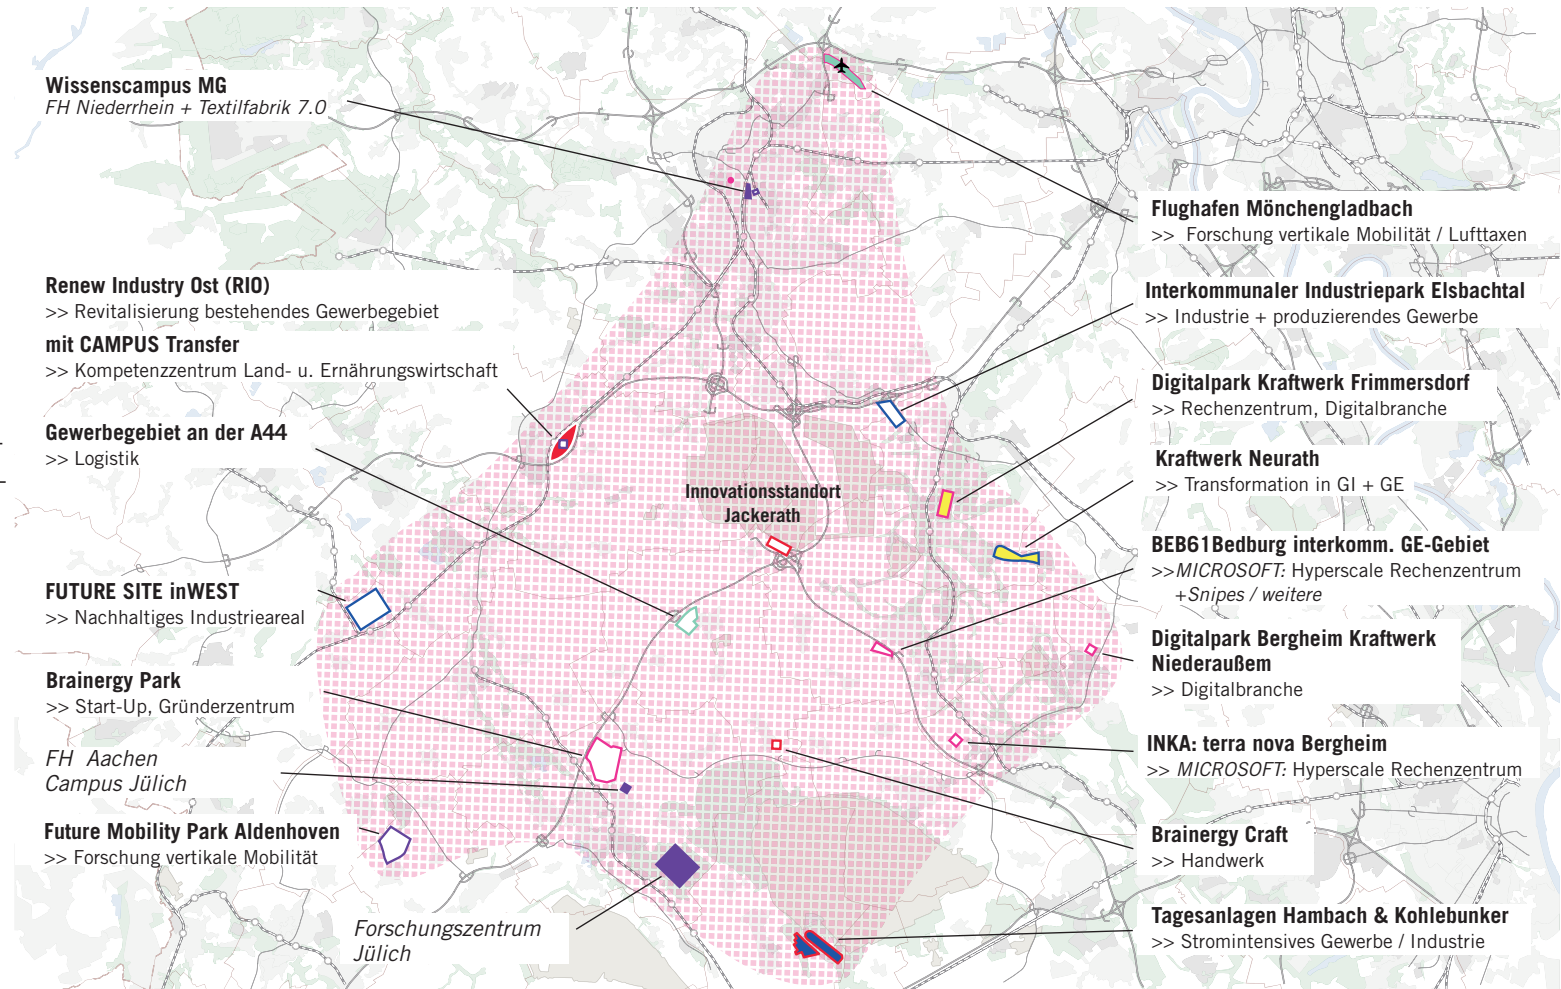 Wissenscampus MG
FH Niederrhein + Textilfabrik 7.0
Renew Industry Ost (RIO)
>> Revitalisierung bestehendes Gewerbegebiet
mit CAMPUS Transfer
>> Kompetenzzentrum Land- u. Ernährungswirtschaft
Gewerbegebiet an der A44
>> Logistik
FUTURE SITE inWEST
>> Nachhaltiges Industrieareal
Brainergy Park
>> Start-Up, Gründerzentrum
FH Aachen
Campus Jülich
Future Mobility Park Aldenhoven
>> Forschung vertikale Mobilität
Forschungszentrum
Jülich
Innovationsstandort
Jackerath
Flughafen Mönchengladbach
>> Forschung vertikale Mobilität / Lufttaxen
Interkommunaler Industriepark Elsbachtal
>> Industrie + produzierendes Gewerbe
Digitalpark Kraftwerk Frimmersdorf
>> Rechenzentrum, Digitalbranche
Kraftwerk Neurath
>> Transformation in GI + GE
BEB61Bedburg interkomm. GE-Gebiet
>>MICROSOFT: Hyperscale Rechenzentrum
+Snipes / weitere
Digitalpark Bergheim Kraftwerk
Niederaußem
>> Digitalbranche
INKA: terra nova Bergheim
>> MICROSOFT: Hyperscale Rechenzentrum
Brainergy Craft
>> Handwerk
Tagesanlagen Hambach & Kohlebunker
>> Stromintensives Gewerbe / Industrie